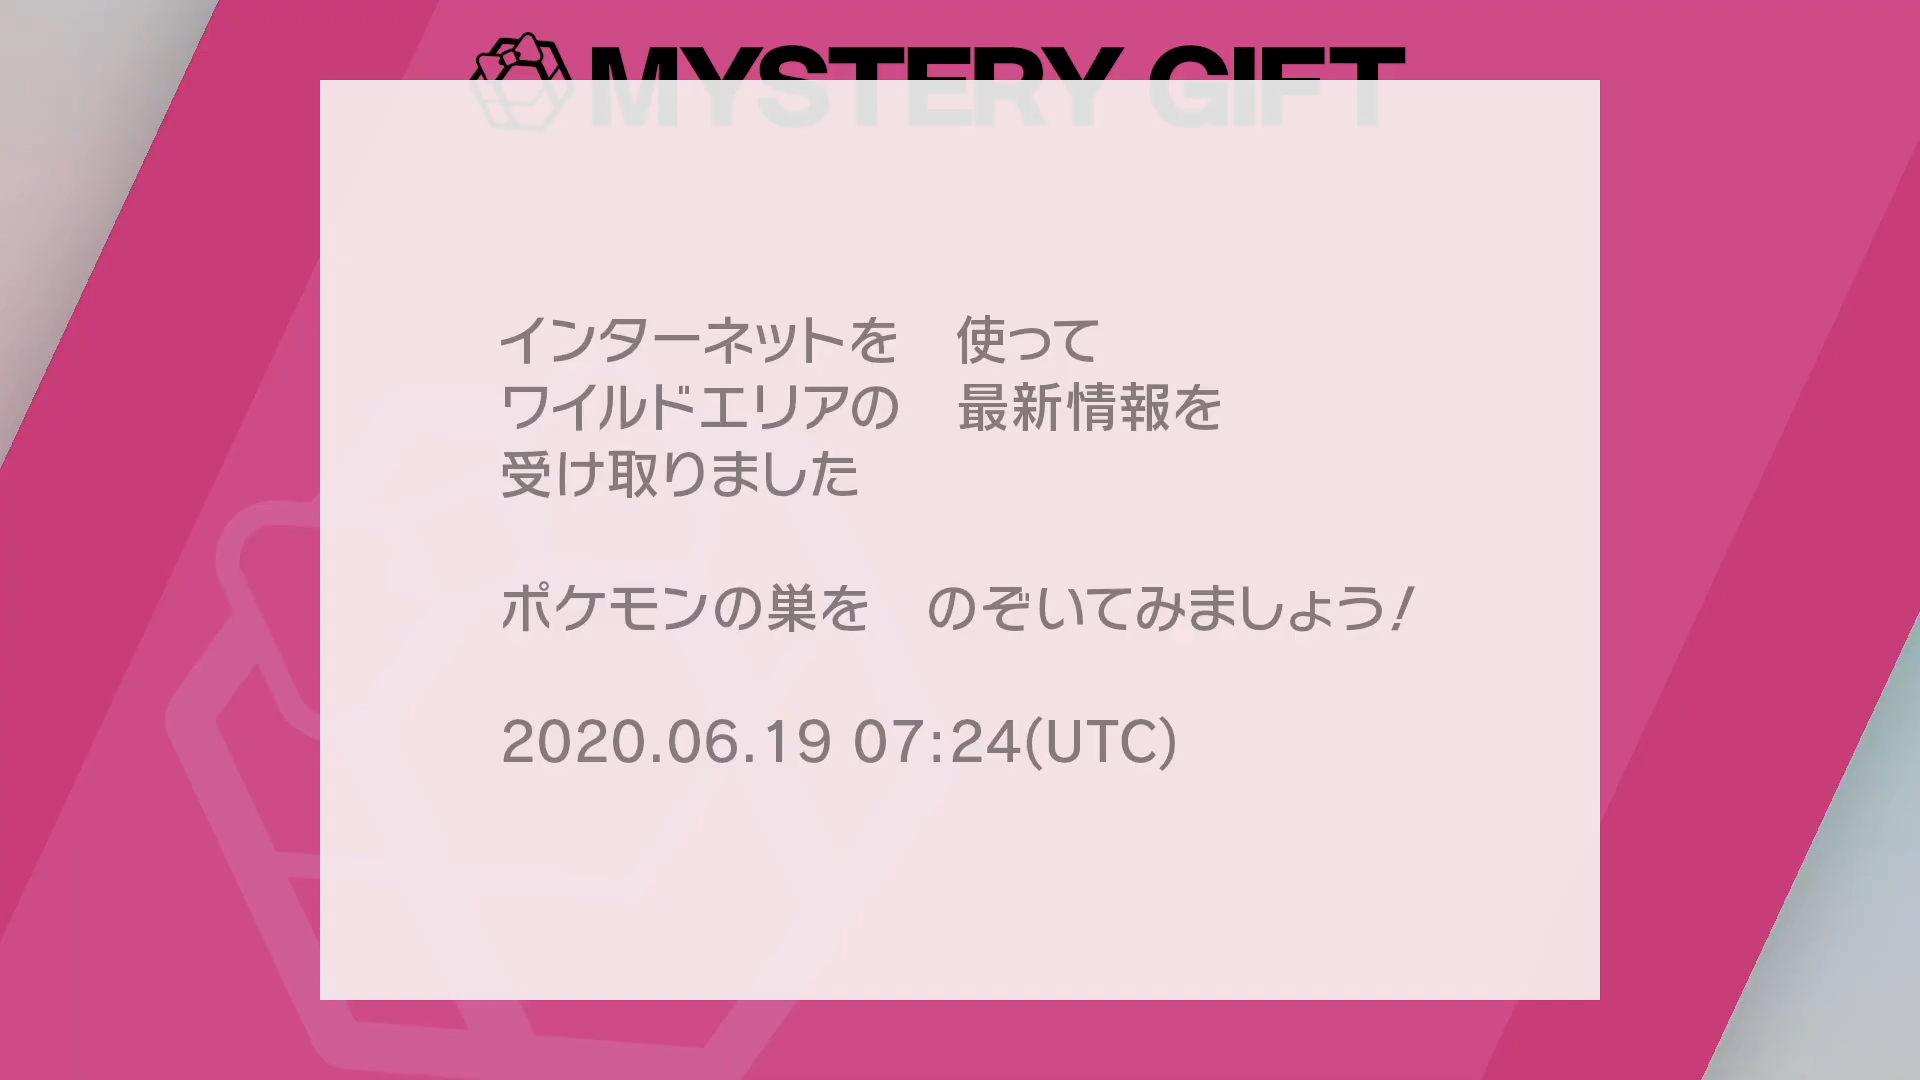 MYSTERY GIFT
インターネットを　使って
ワイルドエリアの　最新情報を
受け取りました
ポケモンの巣を　のぞいてみましょう!
2020.06.19 07:24(UTC)